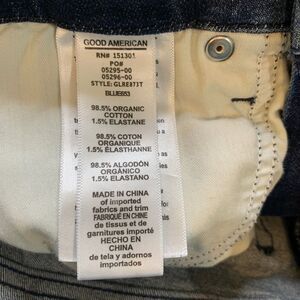 GOOD AMERICAN
RN# 151301
PO#
05295-00
05296-00
STYLE: GLRE873T
BLUE653
98.5% ORGANIC
COTTON
1.5% ELASTANE
98.5% COTON
ORGANIQUE
1.5% ÉLASTHANNE
98.5% ALGODÓN
ORGÁNICO
1.5% ELASTANO
MADE IN CHINA
of imported
fabrics and trim
FABRIQUÉ EN CHINE
de tissus et de
garnitures importé
HECHO EN
CHINA
de tela y adornos
importados